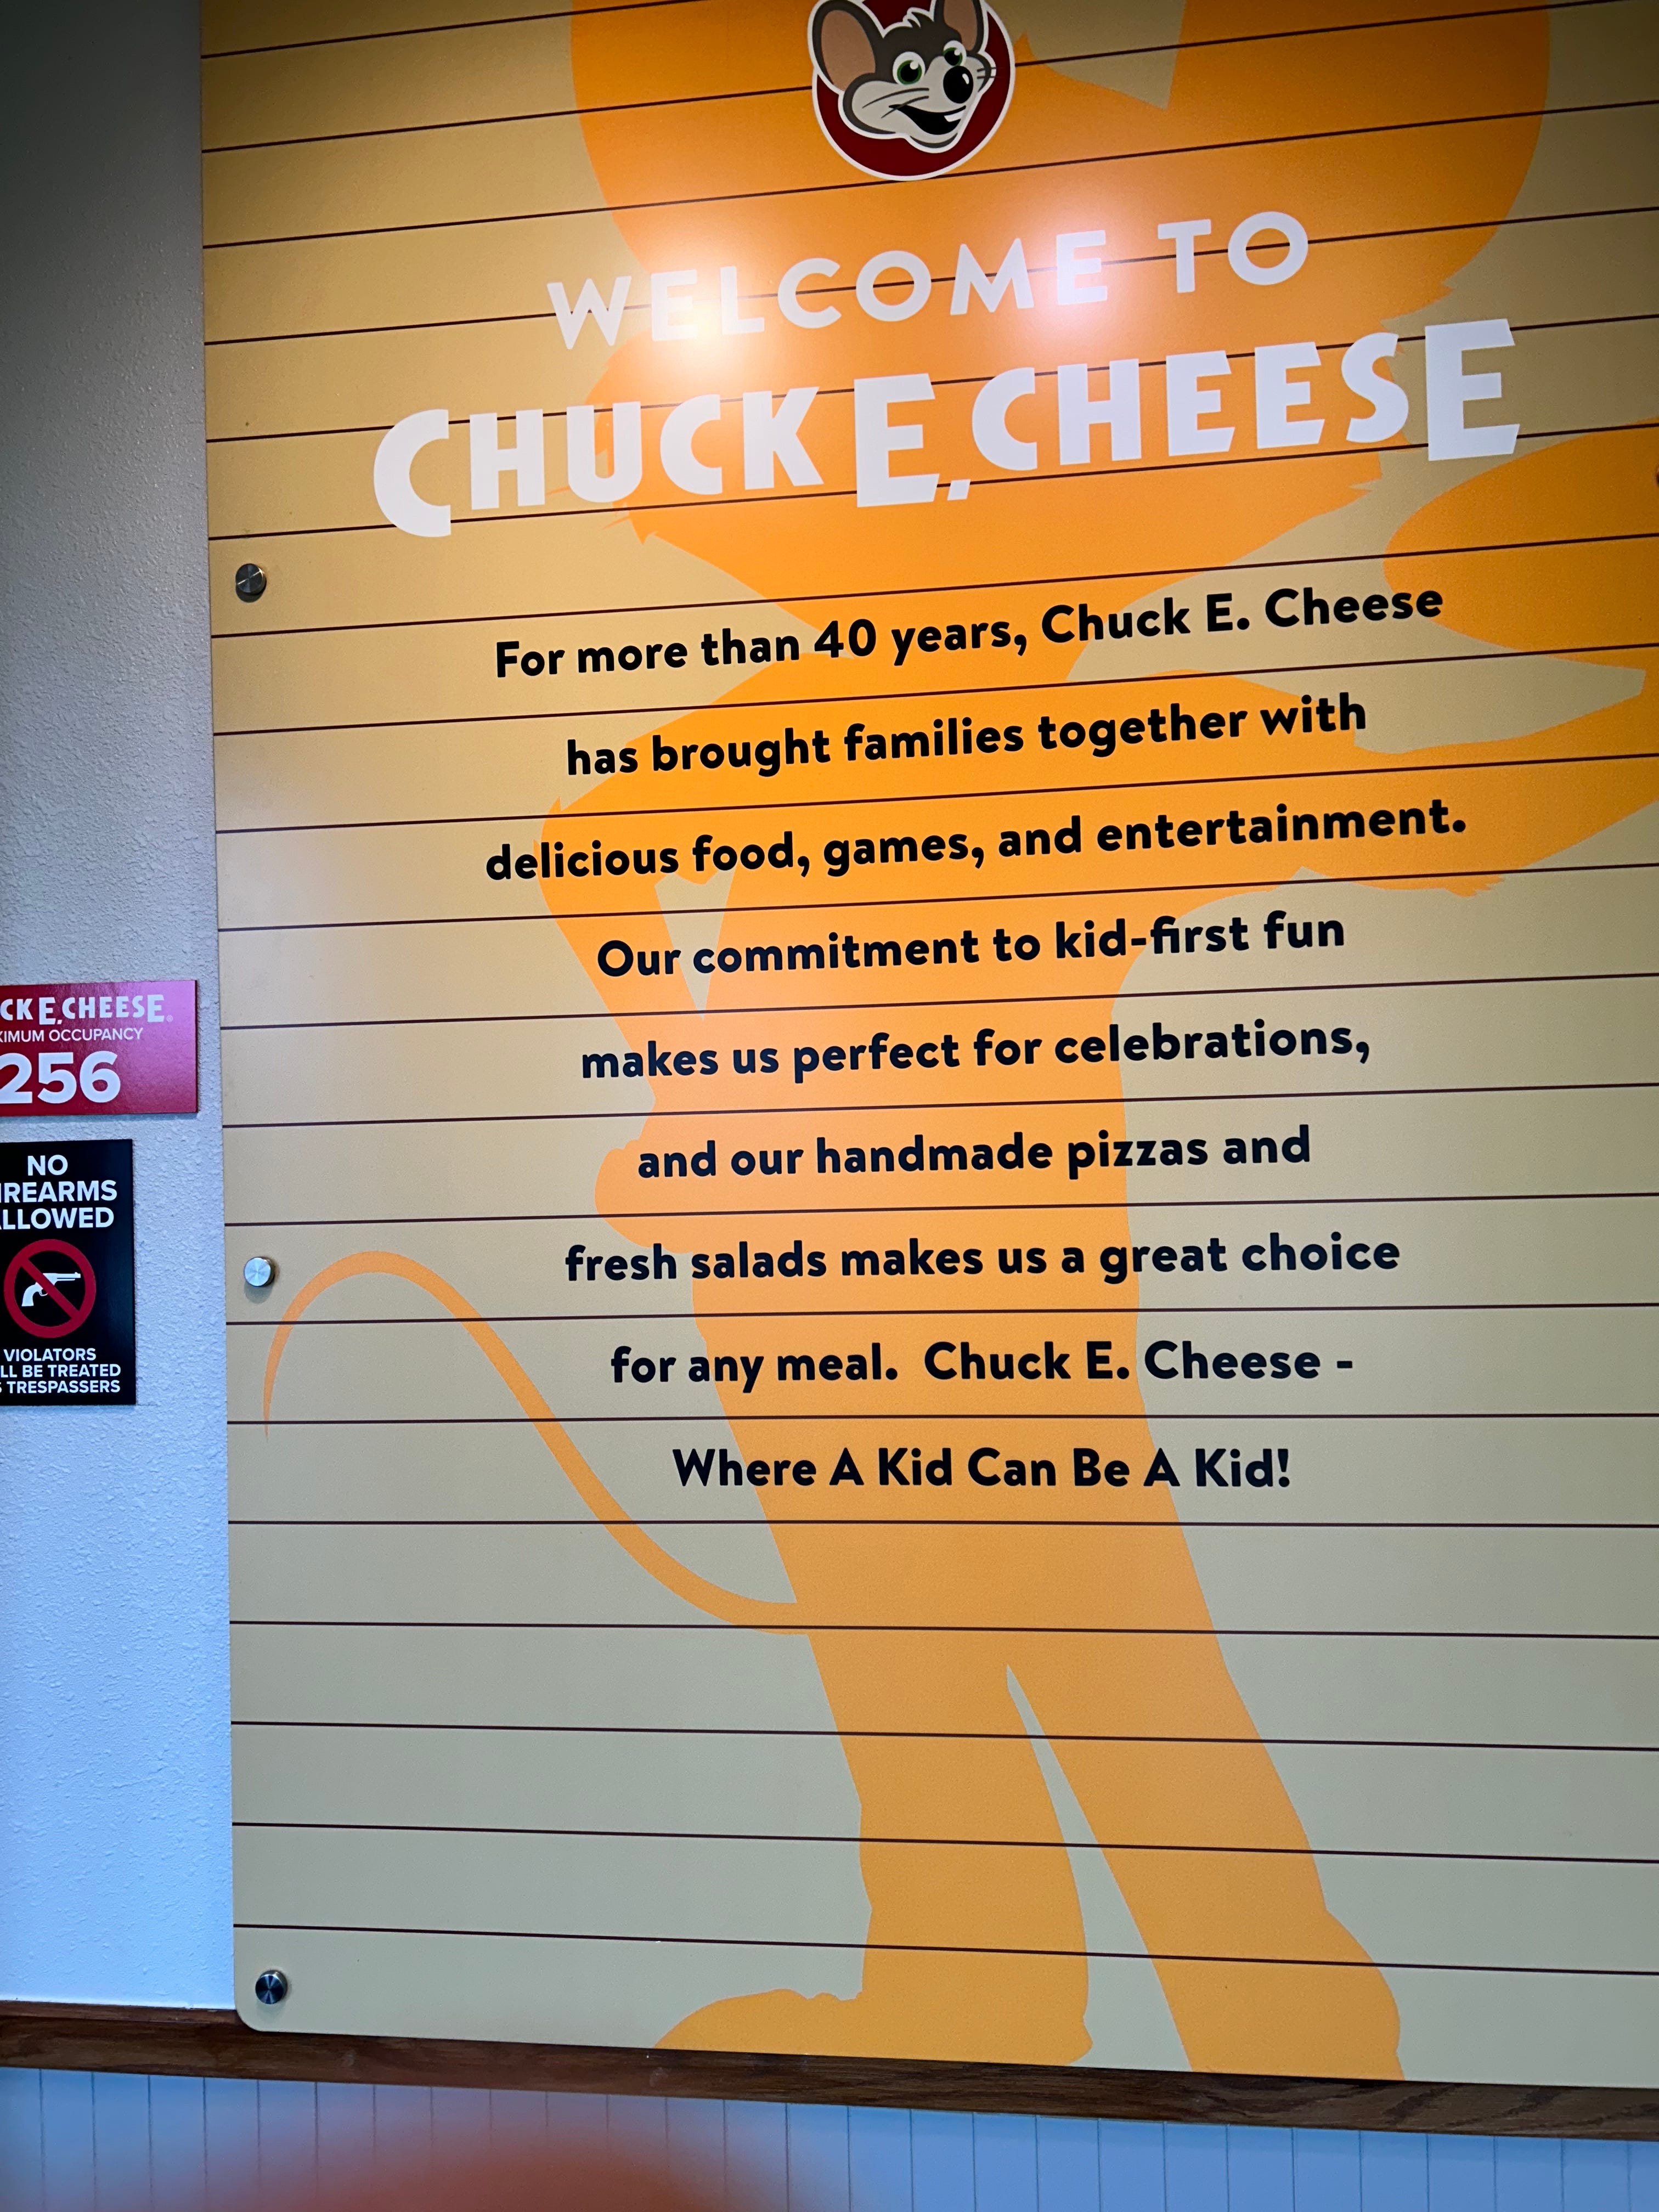 WELCOME TO
CHUCK E. CHEESE
For more than 40 years, Chuck E. Cheese
has brought families together with
delicious food, games, and entertainment.
Our commitment to kid-first fun
makes us perfect for celebrations,
and our handmade pizzas and
fresh salads makes us a great choice
for any meal. Chuck E. Cheese -
Where A Kid Can Be A Kid!
CK E. CHEESE
XIMUM OCCUPANCY
256
NO
IREARMS
LLOWED
VIOLATORS
LL BE TREATED
S TRESPASSERS